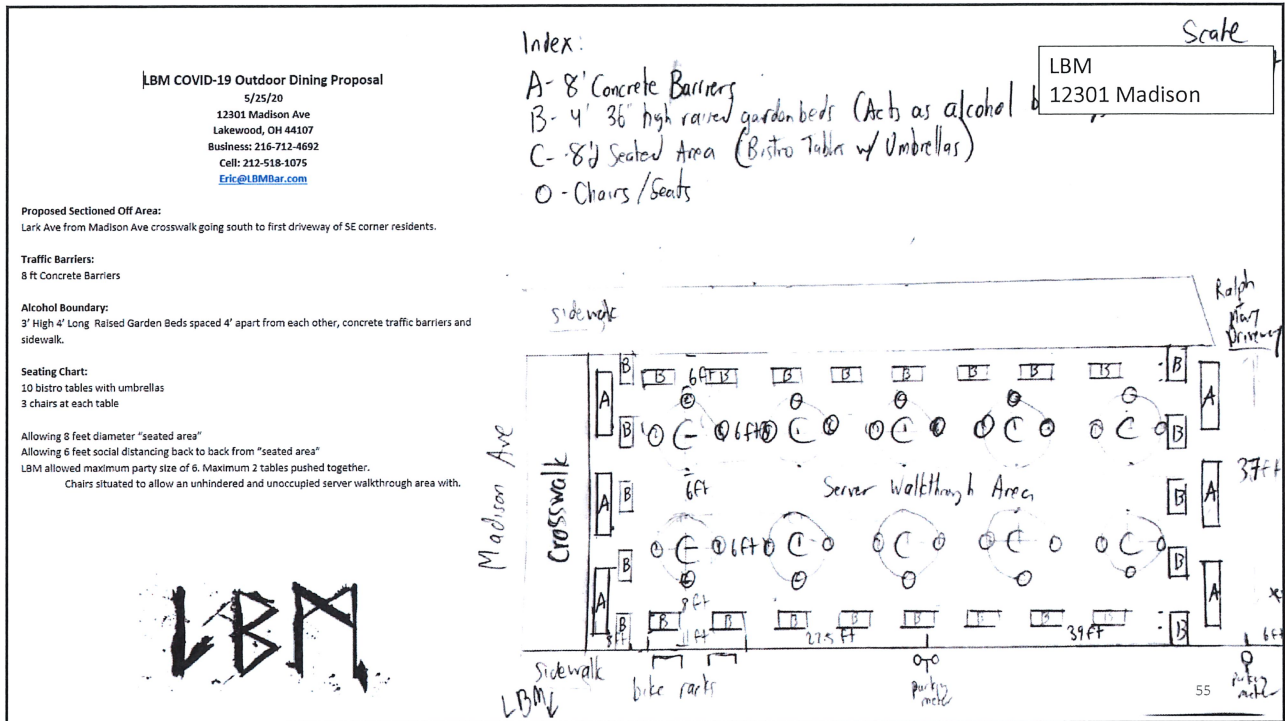 LBM COVID-19 Outdoor Dining Proposal
5/25/20
12301 Madison Ave
Lakewood, OH 44107
Business: 216-712-4692
Cell: 212-518-1075
Eric@LBMBar.com
Proposed Sectioned Off Area:
Lark Ave from Madison Ave crosswalk going south to first driveway of SE corner residents.
Traffic Barriers:
8 ft Concrete Barriers
Alcohol Boundary:
3' High 4' Long Raised Garden Beds spaced 4' apart from each other, concrete traffic barriers and
sidewalk.
Seating Chart:
10 bistro tables with umbrellas
3 chairs at each table
Allowing 8 feet diameter "seated area"
Allowing 6 feet social distancing back to back from "seated area"
LBM allowed maximum party size of 6. Maximum 2 tables pushed together.
Chairs situated to allow an unhindered and unoccupied server walkthrough area with.
LBM
Index:
A- 8' Concrete Barriers
B- 4' 36" high raised garden beds (Acts as alcohol
C- 8'd Seated Area (Bistro Tables w/ Umbrellas)
O - Chairs/Seats
Scale
LBM
12301 Madison
sidewalk
Ralph
Mary
Driveway
B B 6ft B B B B B B B B
A A
B C 6ft C C C C B
Madison Ave
Crosswalk
A B 6ft Server Walkthrough Area B A 37ft
B C 6ft C C C C B
A A
8ft
B B B B B B B B B B
8ft 11ft 27.5 ft 39ft 6ft
sidewalk
bike racks
parking
meter
parking
meter
LBM
55